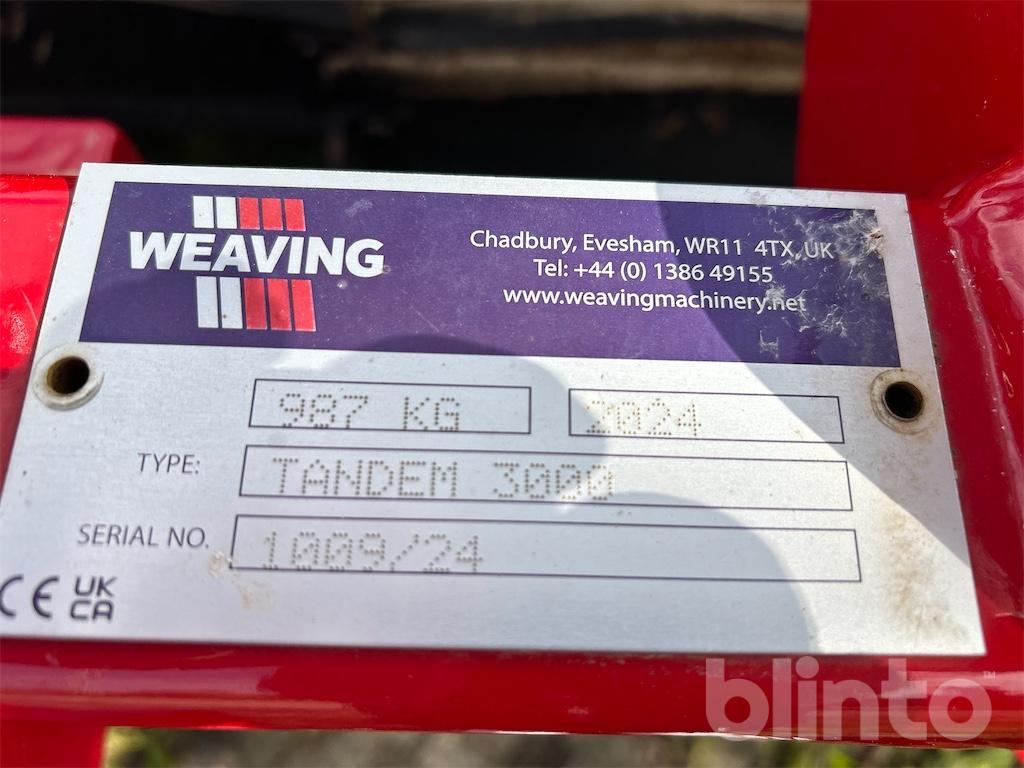 WEAVING
Chadbury, Evesham, WR11 4TX, UK
Tel: +44 (0) 1386 49155
www.weavingmachinery.net
987 KG
2024
TYPE: TANDEM 3000
SERIAL NO. 1009/24
CE UK
CA
blinto™